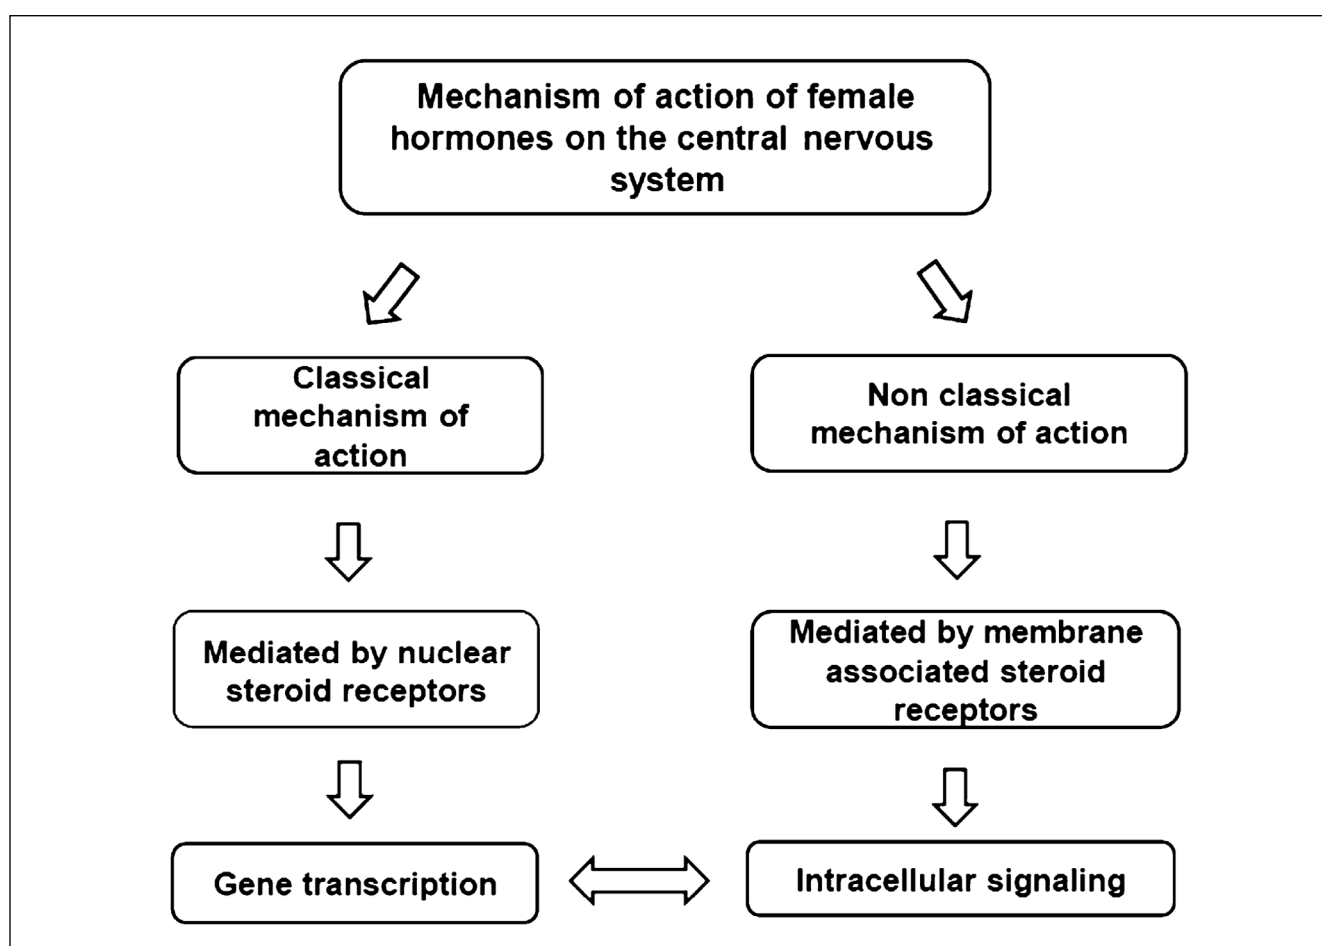 Mechanism of action of female
hormones on the central nervous
system
Classical
mechanism of
action
Non classical
mechanism of action
Mediated by nuclear
steroid receptors
Mediated by membrane
associated steroid
receptors
Gene transcription
Intracellular signaling